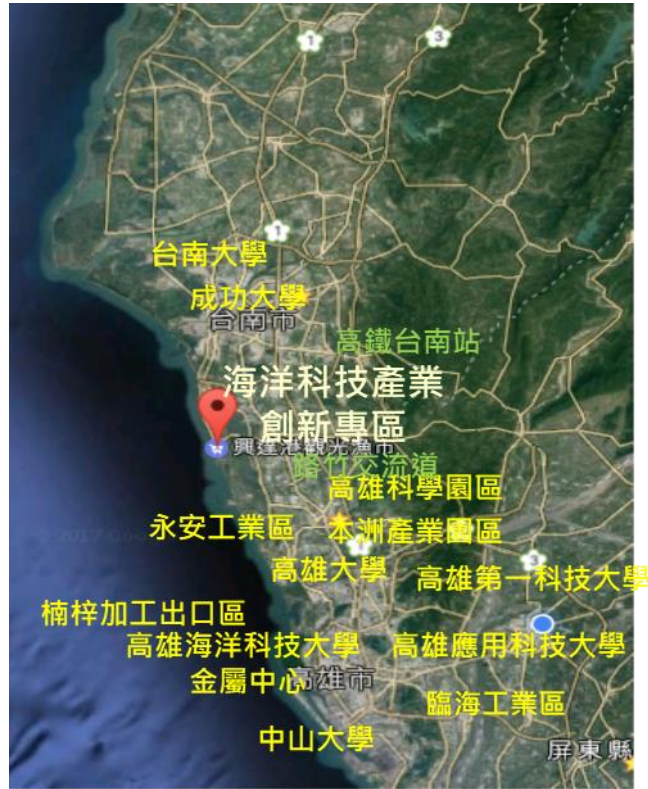 1
3
1
台南大學
成功大學
台南市
高鐵台南站
海洋科技產業
創新專區
興達港觀光漁市
路竹交流道
高雄科學園區
永安工業區
本洲產業園區
高雄大學
3
高雄第一科技大學
楠梓加工出口區
高雄海洋科技大學
高雄應用科技大學
金屬中心
高雄市
臨海工業區
中山大學
屏東縣